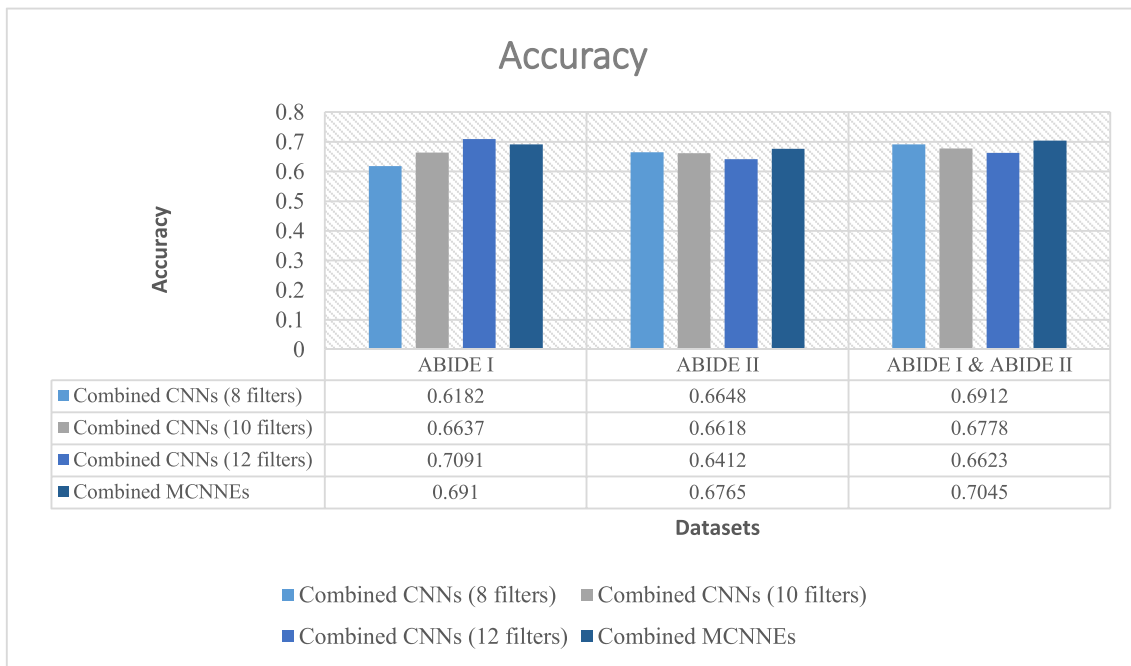 Accuracy
0.8
0.7
0.6
0.5
0.4
0.3
0.2
0.1
0
Accuracy
ABIDE I ABIDE II ABIDE I & ABIDE II
Combined CNNs (8 filters) 0.6182 0.6648 0.6912
Combined CNNs (10 filters) 0.6637 0.6618 0.6778
Combined CNNs (12 filters) 0.7091 0.6412 0.6623
Combined MCNNEs 0.691 0.6765 0.7045
Datasets
Combined CNNs (8 filters) Combined CNNs (10 filters)
Combined CNNs (12 filters) Combined MCNNEs